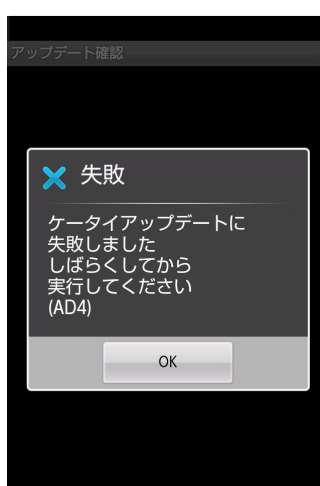 アップデート確認
失敗
ケータイアップデートに
失敗しました
しばらくしてから
実行してください
(AD4)
OK